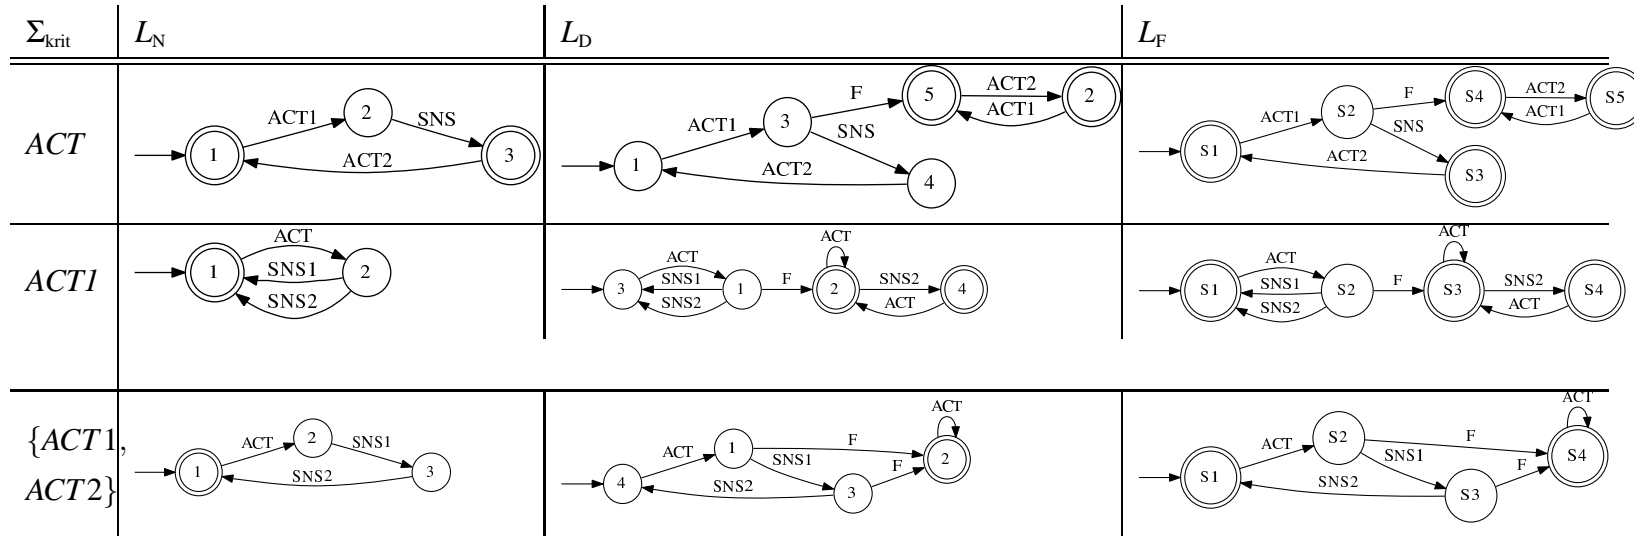 Σkrit LN LD LF
ACT
1 ACT1 2 SNS 3 ACT2
1 ACT1 3 F 5 ACT2 ACT1 2 SNS 4 ACT2
S1 ACT1 S2 F S4 ACT2 ACT1 S5 SNS S3 ACT2
ACT1
1 ACT SNS1 SNS2 2
3 ACT SNS1 SNS2 1 F ACT 2 SNS2 ACT 4
S1 ACT SNS1 SNS2 S2 F ACT S3 SNS2 ACT S4
{ACT1,
ACT2}
1 ACT 2 SNS1 3 SNS2
4 ACT 1 F ACT 2 SNS1 F 3 SNS2
S1 ACT S2 F ACT S4 SNS1 F S3 SNS2